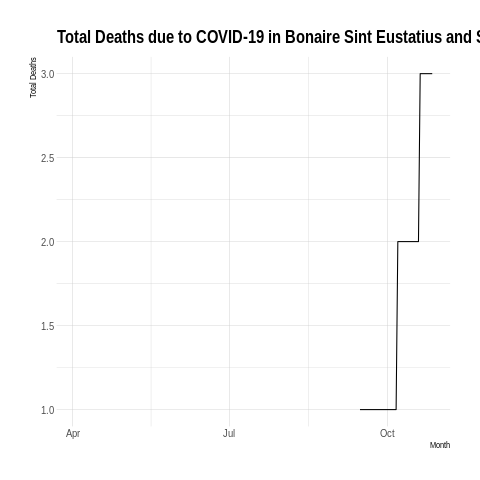 Total Deaths due to COVID-19 in Bonaire Sint Eustatius and S
Total Deaths
3.0
2.5
2.0
1.5
1.0
Apr
Jul
Oct
Month